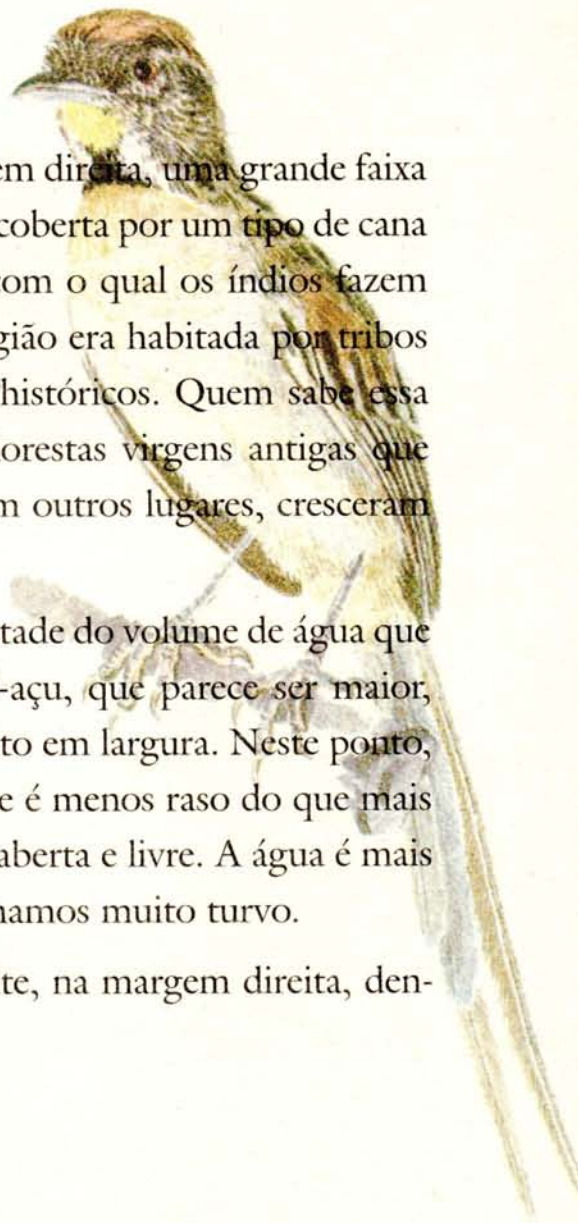 em direita, uma grande faixa
coberta por um tipo de cana
com o qual os índios fazem
gião era habitada por tribos
históricos. Quem sabe essa
orestas virgens antigas que
m outros lugares, cresceram
tade do volume de água que
-açu, que parece ser maior,
to em largura. Neste ponto,
e é menos raso do que mais
aberta e livre. A água é mais
namos muito turvo.
te, na margem direita, den-